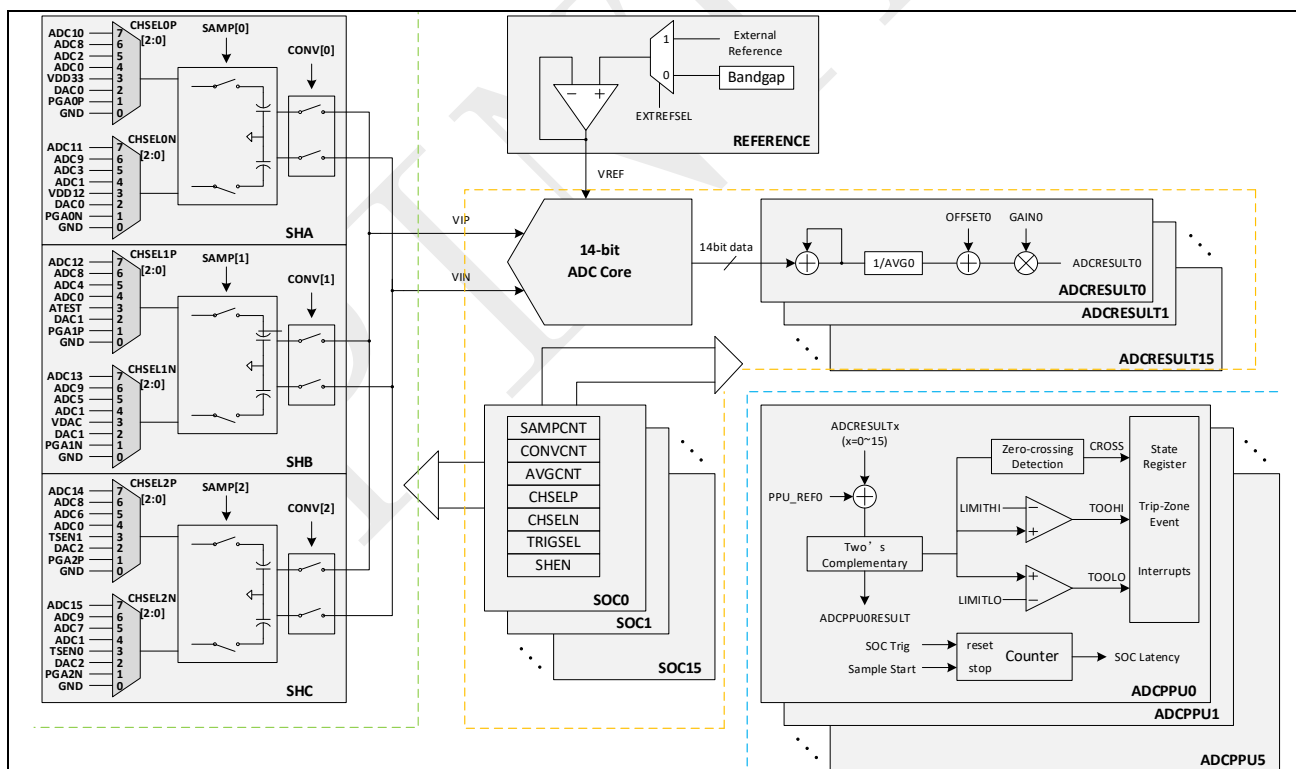 CHSEL0P
[2:0]
ADC10 7
ADC8 6
ADC2 5
ADC0 4
VDD33 3
DAC0 2
PGA0P 1
GND 0
SAMP[0]
CONV[0]
CHSEL0N
[2:0]
ADC11 7
ADC9 6
ADC3 5
ADC1 4
VDD12 3
DAC0 2
PGA0N 1
GND 0
SHA
CHSEL1P
[2:0]
ADC12 7
ADC8 6
ADC4 5
ADC0 4
ATEST 3
DAC1 2
PGA1P 1
GND 0
SAMP[1]
CONV[1]
CHSEL1N
[2:0]
ADC13 7
ADC9 6
ADC5 5
ADC1 4
VDAC 3
DAC1 2
PGA1N 1
GND 0
SHB
CHSEL2P
[2:0]
ADC14 7
ADC8 6
ADC6 5
ADC0 4
TSEN1 3
DAC2 2
PGA2P 1
GND 0
SAMP[2]
CONV[2]
CHSEL2N
[2:0]
ADC15 7
ADC9 6
ADC7 5
ADC1 4
TSEN0 3
DAC2 2
PGA2N 1
GND 0
SHC
1
0
External
Reference
Bandgap
− +
EXTREFSEL
REFERENCE
VREF
VIP
VIN
14-bit
ADC Core
14bit data
OFFSET0
GAIN0
1/AVG0
ADCRESULT0
ADCRESULT0
ADCRESULT1
ADCRESULT15
SAMPCNT
CONVCNT
AVGCNT
CHSELP
CHSELN
TRIGSEL
SHEN
SOC0
SOC1
SOC15
ADCRESULTx
(x=0~15)
PPU_REF0
Two's
Complementary
ADCPPU0RESULT
Zero-crossing
Detection
CROSS
LIMITHI
−
+
TOOHI
+
−
LIMITLO
TOOLO
State
Register
Trip-Zone
Event
Interrupts
SOC Trig
Sample Start
reset
stop
Counter
SOC Latency
ADCPPU0
ADCPPU1
ADCPPU5